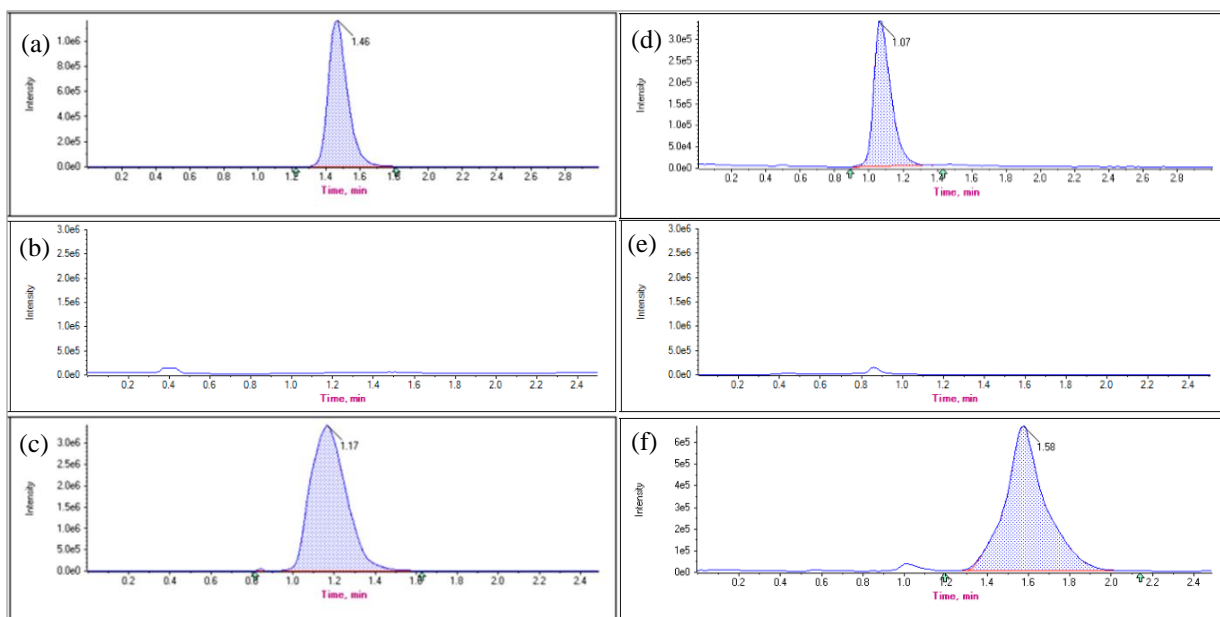 (a)
1.46
Intensity
1.0e6
8.0e5
6.0e5
4.0e5
2.0e5
0.0e0
0.2 0.4 0.6 0.8 1.0 1.2 1.4 1.6 1.8 2.0 2.2 2.4 2.6 2.8
Time, min
(d)
1.07
Intensity
3.0e5
2.5e5
2.0e5
1.5e5
1.0e5
5.0e4
0.0e0
0.2 0.4 0.6 0.8 1.0 1.2 1.4 1.6 1.8 2.0 2.2 2.4 2.6 2.8
Time, min
(b)
Intensity
3.0e6
2.5e6
2.0e6
1.5e6
1.0e6
5.0e5
0.0e0
0.2 0.4 0.6 0.8 1.0 1.2 1.4 1.6 1.8 2.0 2.2 2.4
Time, min
(e)
Intensity
3.0e6
2.5e6
2.0e6
1.5e6
1.0e6
5.0e5
0.0e0
0.2 0.4 0.6 0.8 1.0 1.2 1.4 1.6 1.8 2.0 2.2 2.4
Time, min
(c)
1.17
Intensity
3.0e6
2.5e6
2.0e6
1.5e6
1.0e6
5.0e5
0.0e0
0.2 0.4 0.6 0.8 1.0 1.2 1.4 1.6 1.8 2.0 2.2 2.4
Time, min
(f)
1.58
Intensity
6e5
5e5
4e5
3e5
2e5
1e5
0e0
0.2 0.4 0.6 0.8 1.0 1.2 1.4 1.6 1.8 2.0 2.2 2.4
Time, min